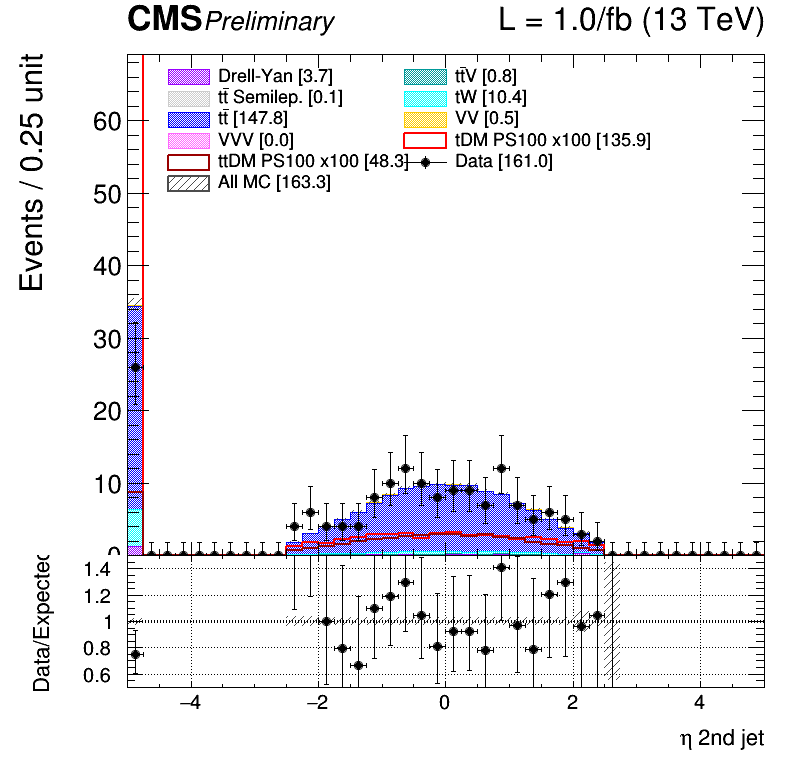 CMS Preliminary L = 1.0/fb (13 TeV)
Events / 0.25 unit
Drell-Yan [3.7] tt̄V [0.8]
tt̄ Semilep. [0.1] tW [10.4]
tt̄ [147.8] VV [0.5]
VVV [0.0] tDM PS100 x100 [135.9]
ttDM PS100 x100 [48.3] Data [161.0]
All MC [163.3]
60
50
40
30
20
10
0
Data/Expected
1.4
1.2
1
0.8
0.6
−4 −2 0 2 4
η 2nd jet